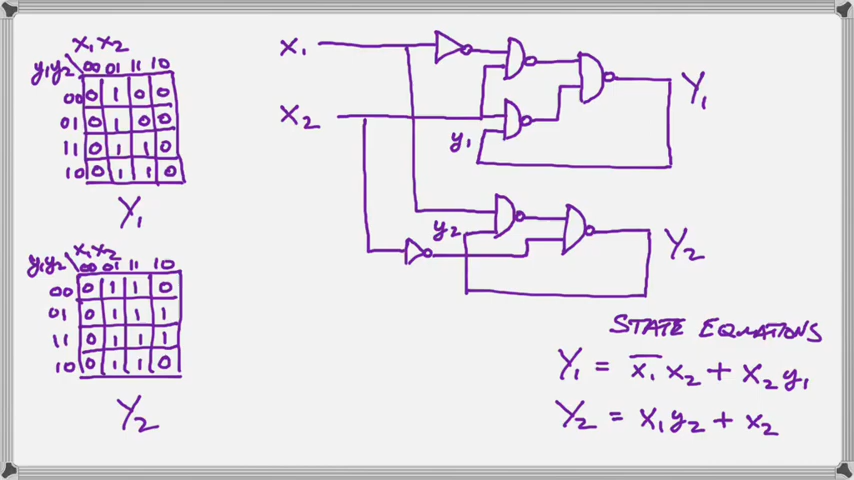 x₁x₂
y₁y₂ 00 01 11 10
00 0 1 0 0
01 0 1 0 0
11 0 1 1 0
10 0 1 1 0
Y₁
x₁x₂
y₁y₂ 00 01 11 10
00 0 1 1 0
01 0 1 1 1
11 0 1 1 1
10 0 1 1 0
Y₂
x₁
x₂
y₁
Y₁
y₂
Y₂
STATE EQUATIONS
Y₁ = x̅₁ x₂ + x₂ y₁
Y₂ = x₁ y₂ + x₂